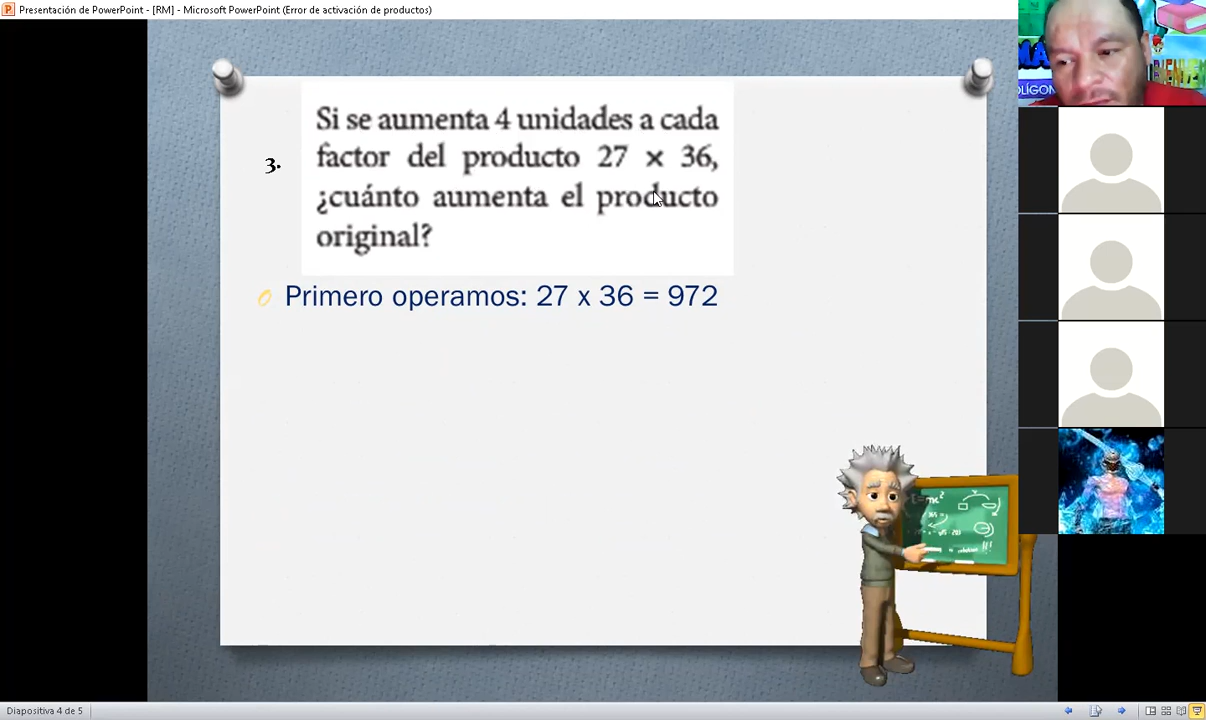 Presentación de PowerPoint - [RM] - Microsoft PowerPoint (Error de activación de productos)
3.
Si se aumenta 4 unidades a cada
factor del producto 27 × 36,
¿cuánto aumenta el producto
original?
Primero operamos: 27 x 36 = 972
Diapositiva 4 de 5